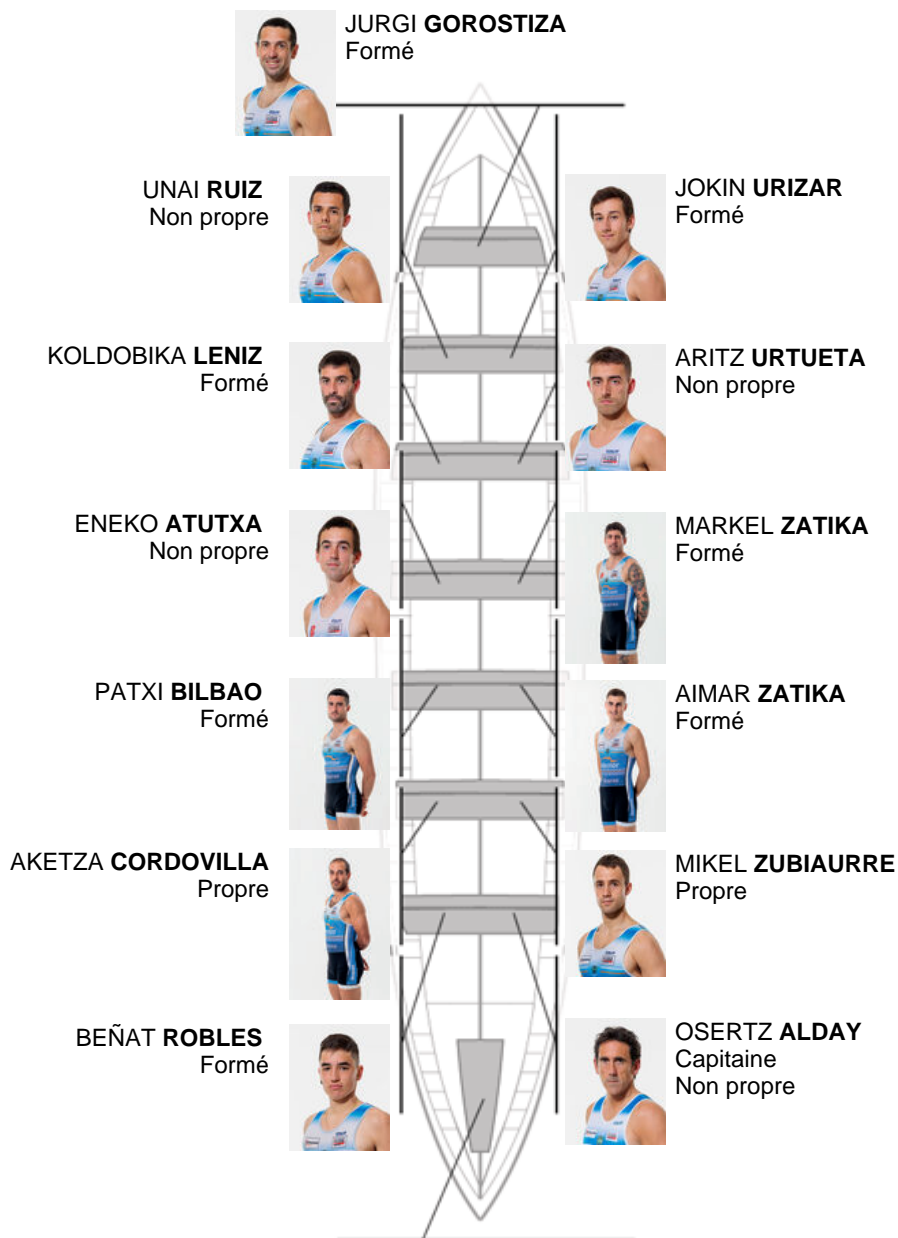 JURGI GOROSTIZA
Formé
UNAI RUIZ
Non propre
JOKIN URIZAR
Formé
KOLDOBIKA LENIZ
Formé
ARITZ URTUETA
Non propre
ENEKO ATUTXA
Non propre
MARKEL ZATIKA
Formé
PATXI BILBAO
Formé
AIMAR ZATIKA
Formé
AKETZA CORDOVILLA
Propre
MIKEL ZUBIAURRE
Propre
BEÑAT ROBLES
Formé
OSERTZ ALDAY
Capitaine
Non propre